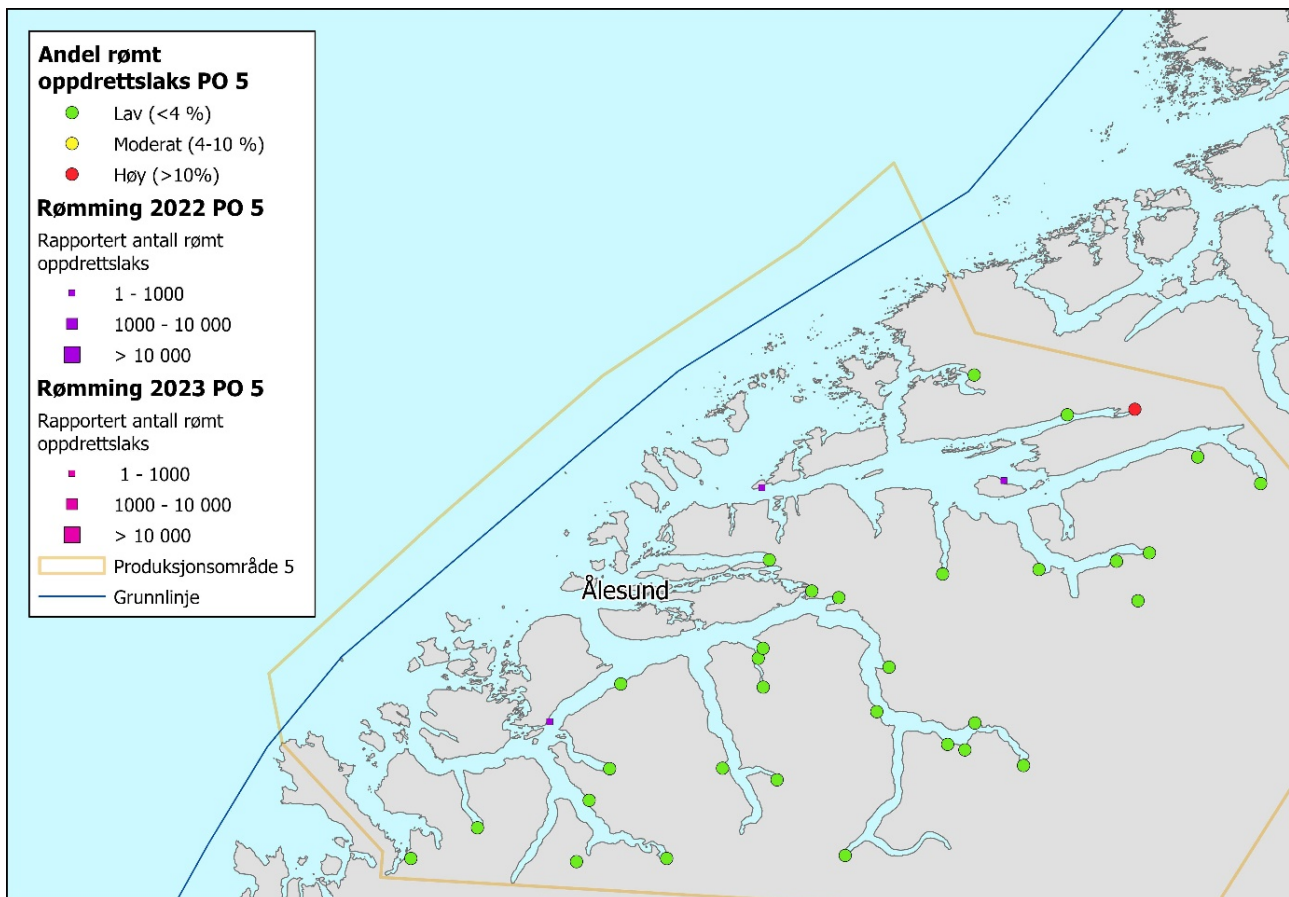 Andel rømt
oppdrettslaks PO 5
Lav (<4 %)
Moderat (4-10 %)
Høy (>10%)
Rømming 2022 PO 5
Rapportert antall rømt
oppdrettslaks
1 - 1000
1000 - 10 000
> 10 000
Rømming 2023 PO 5
Rapportert antall rømt
oppdrettslaks
1 - 1000
1000 - 10 000
> 10 000
Produksjonsområde 5
Grunnlinje
Ålesund